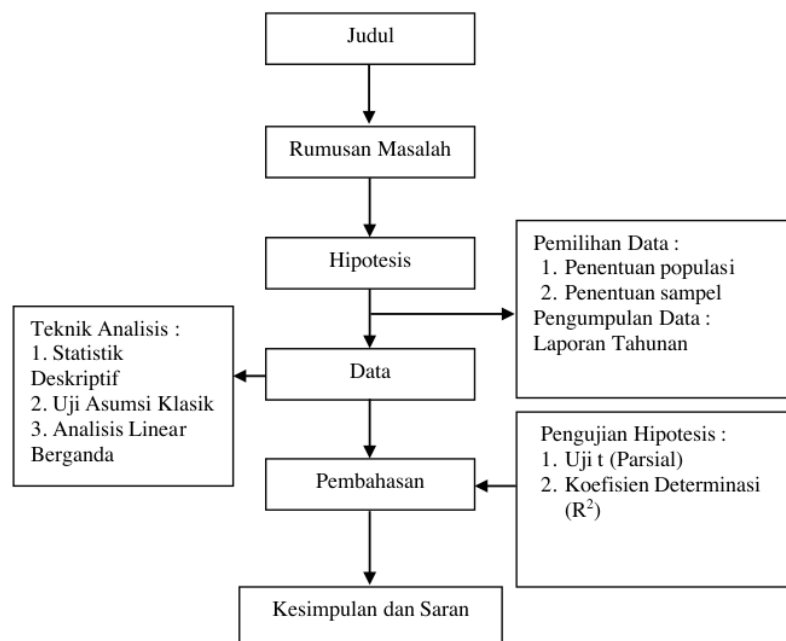 Judul
Rumusan Masalah
Hipotesis
Pemilihan Data :
1. Penentuan populasi
2. Penentuan sampel
Pengumpulan Data :
Laporan Tahunan
Teknik Analisis :
1. Statistik
Deskriptif
2. Uji Asumsi Klasik
3. Analisis Linear
Berganda
Data
Pengujian Hipotesis :
1. Uji t (Parsial)
2. Koefisien Determinasi
(R²)
Pembahasan
Kesimpulan dan Saran